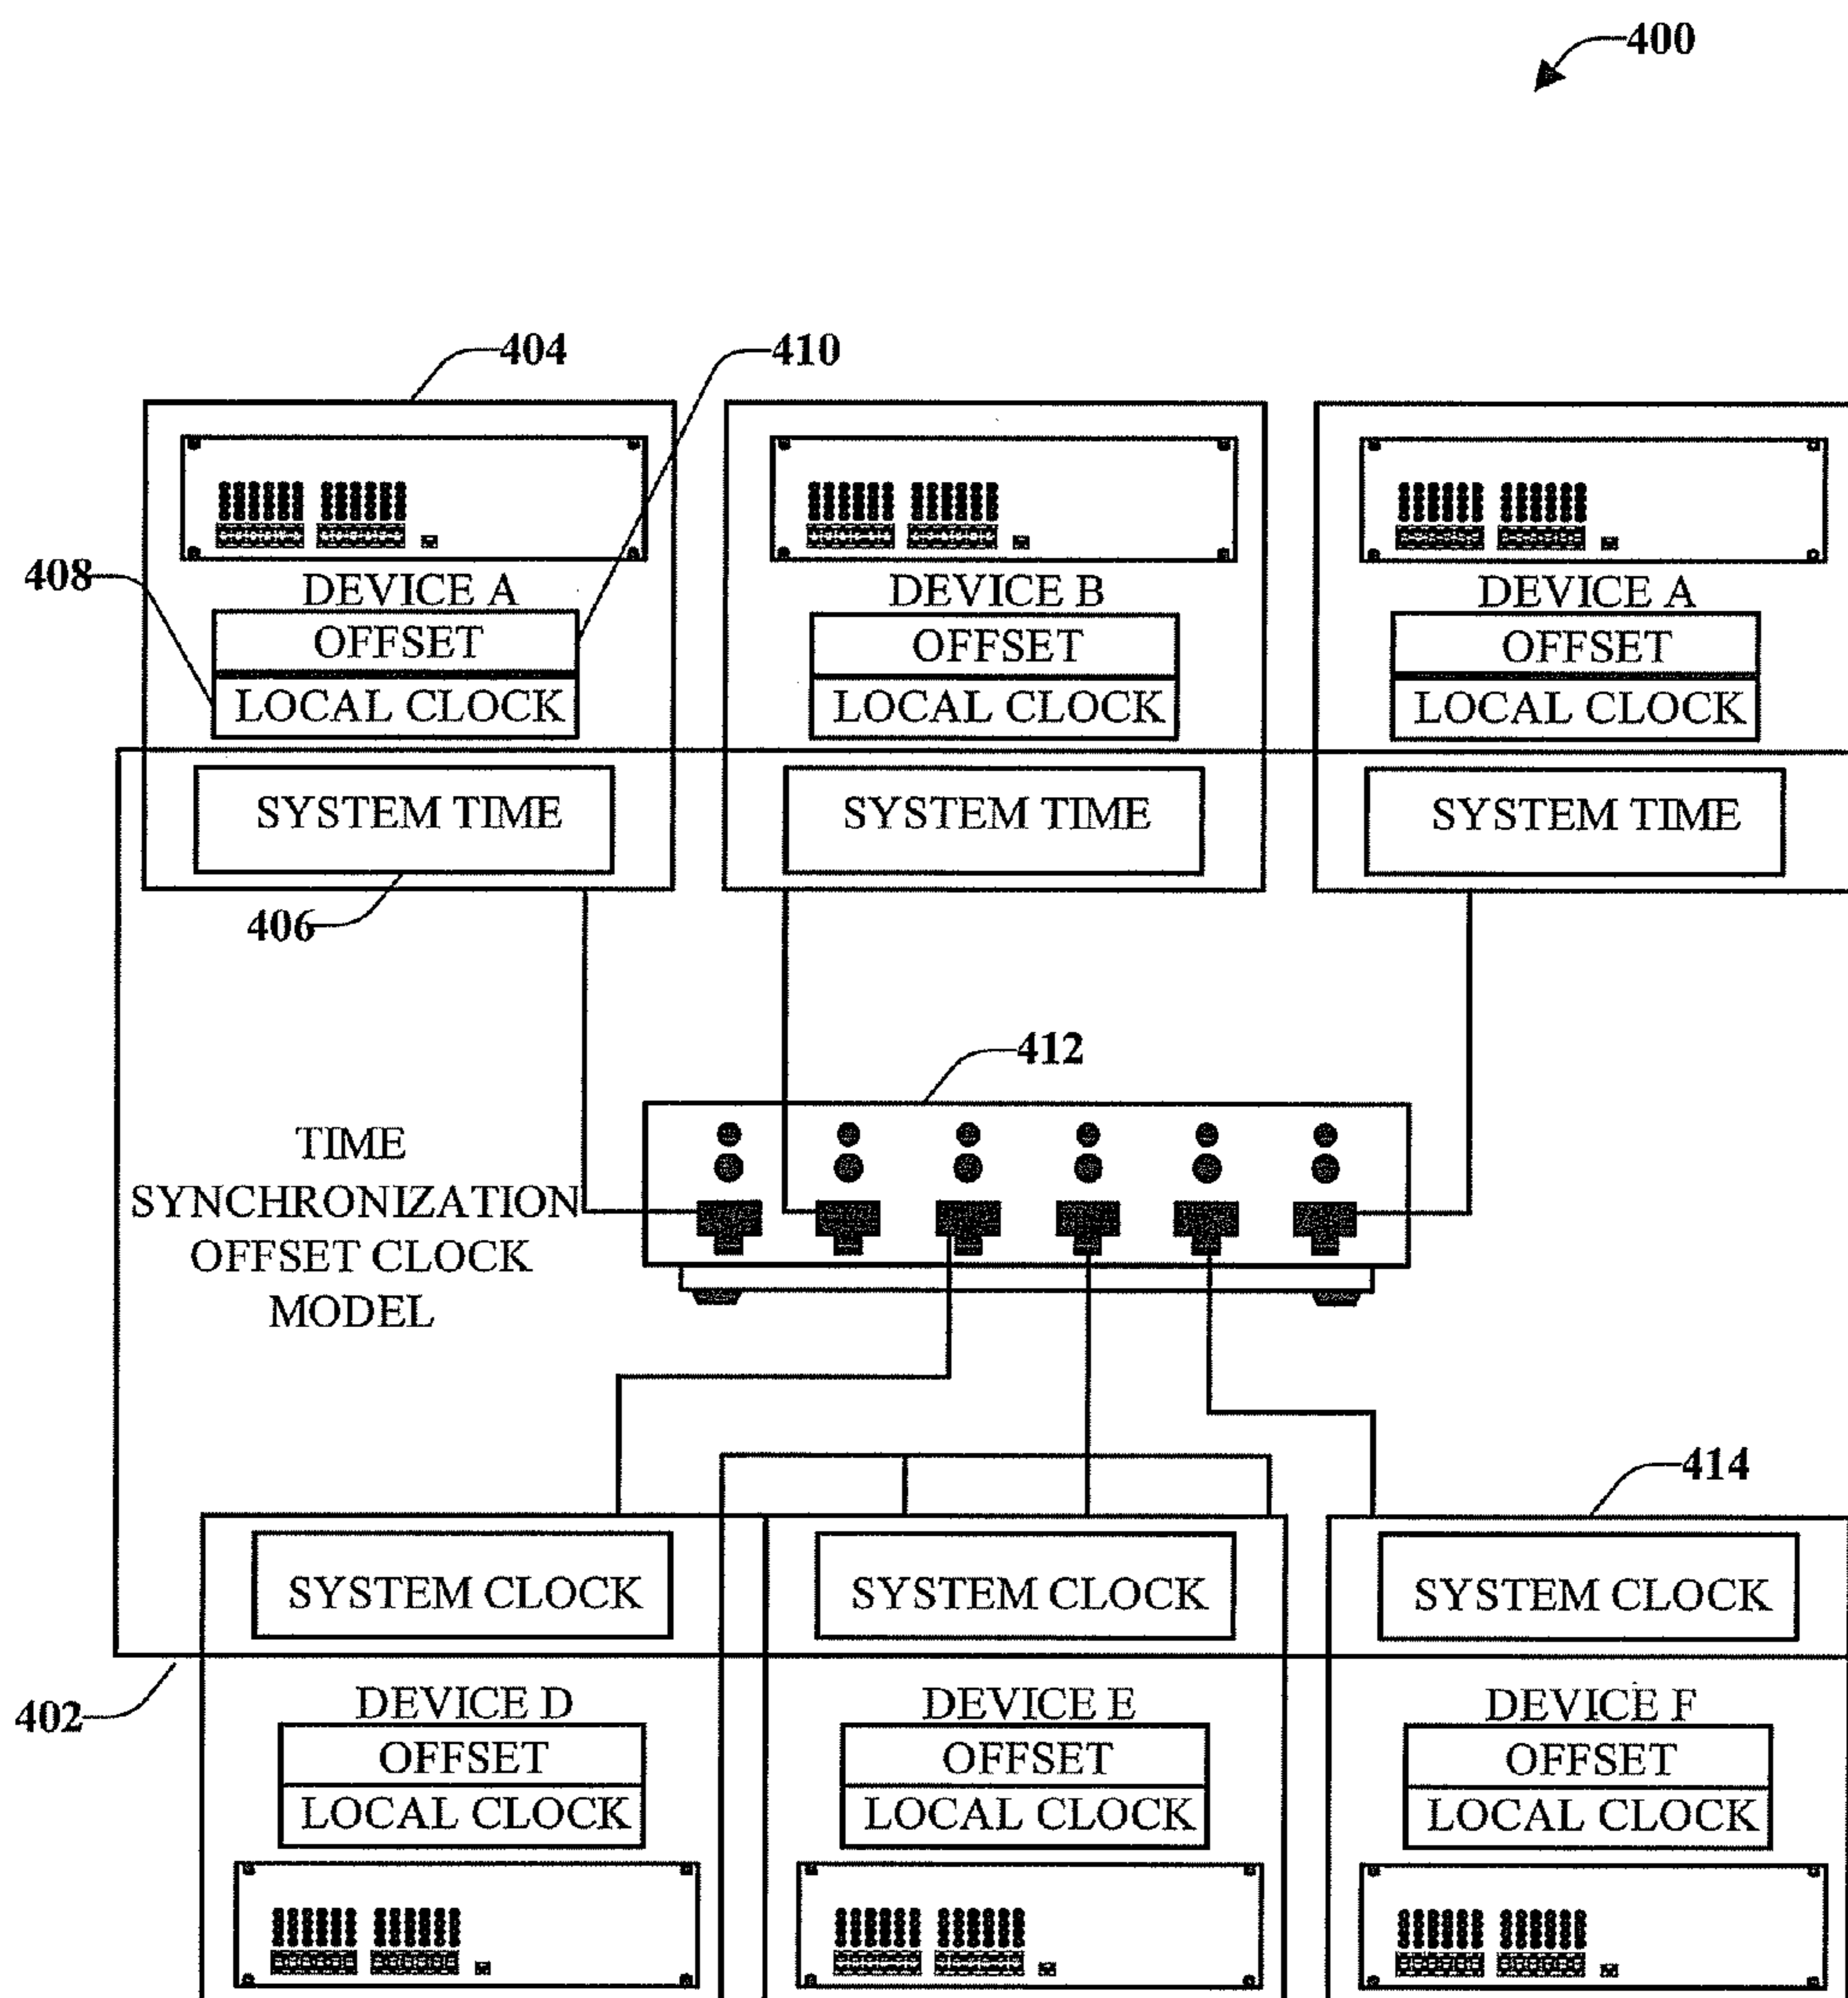 400
404
410
408
DEVICE A
OFFSET
LOCAL CLOCK
SYSTEM TIME
406
DEVICE B
OFFSET
LOCAL CLOCK
SYSTEM TIME
DEVICE A
OFFSET
LOCAL CLOCK
SYSTEM TIME
412
TIME
SYNCHRONIZATION
OFFSET CLOCK
MODEL
414
402
SYSTEM CLOCK
DEVICE D
OFFSET
LOCAL CLOCK
SYSTEM CLOCK
DEVICE E
OFFSET
LOCAL CLOCK
SYSTEM CLOCK
DEVICE F
OFFSET
LOCAL CLOCK